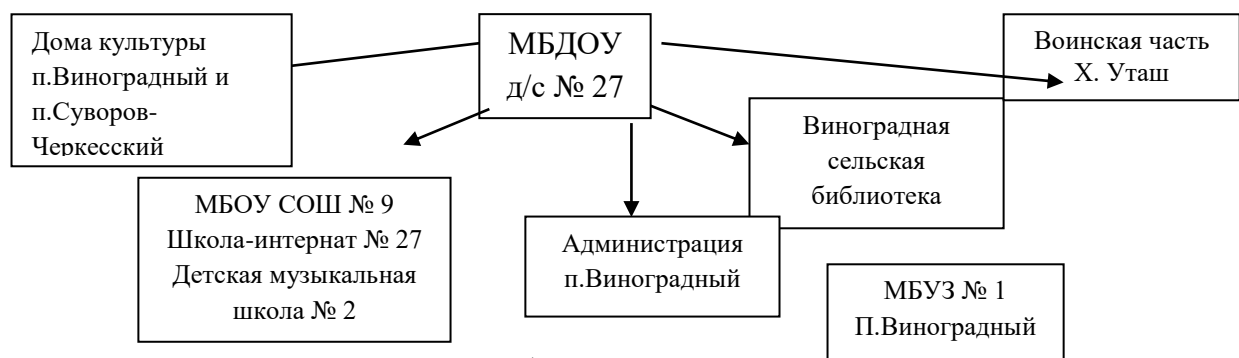 Дома культуры
п.Виноградный и
п.Суворов-
Черкесский
МБДОУ
д/с № 27
Воинская часть
Х. Уташ
Виноградная
сельская
библиотека
МБОУ СОШ № 9
Школа-интернат № 27
Детская музыкальная
школа № 2
Администрация
п.Виноградный
МБУЗ № 1
П.Виноградный